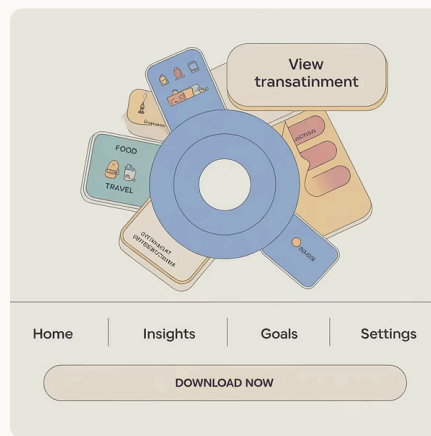 View
transatinment
FOOD
TRAVEL
Home
Insights
Goals
Settings
DOWNLOAD NOW